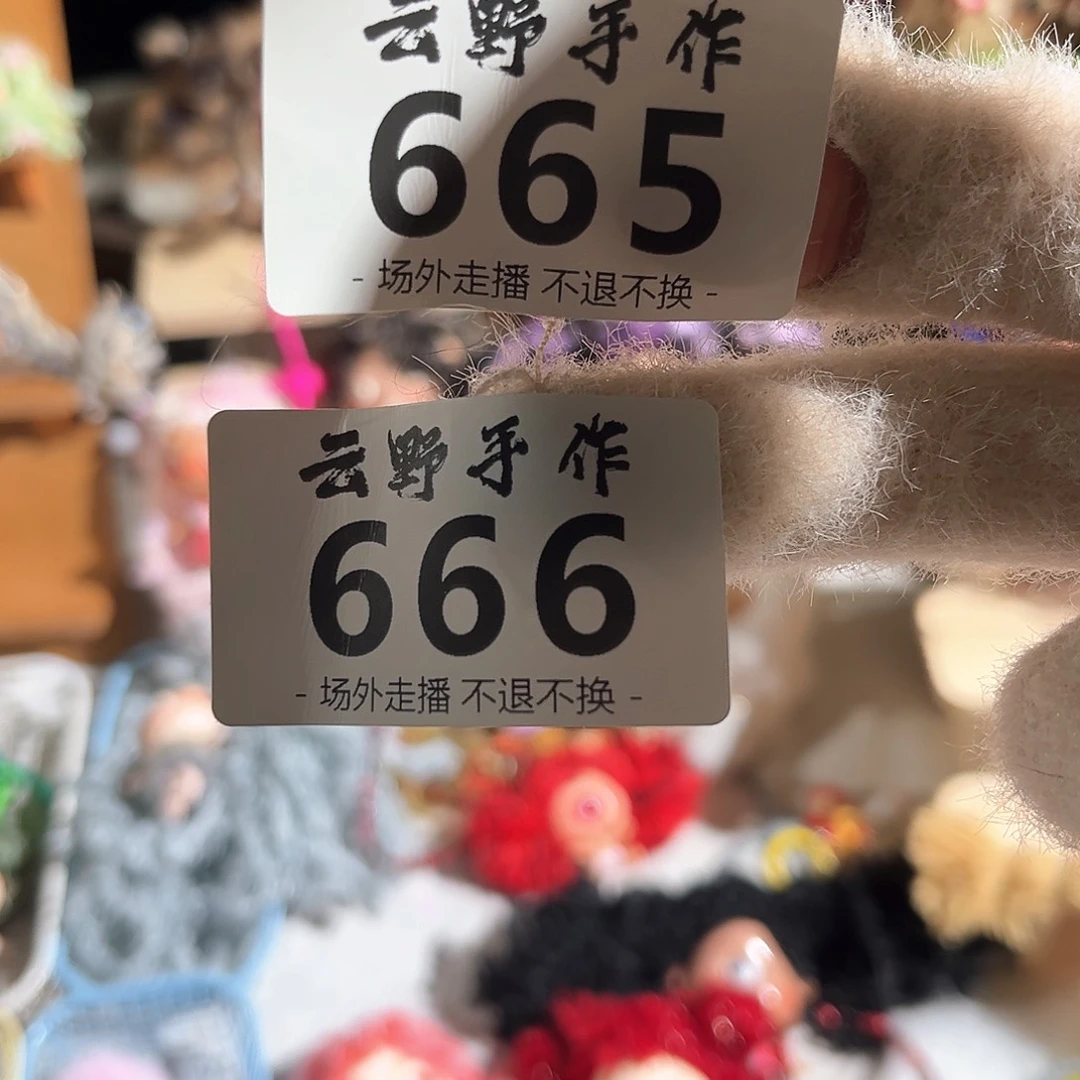 云野手作
665
- 场外走播 不退不换 -
云野手作
666
- 场外走播 不退不换 -